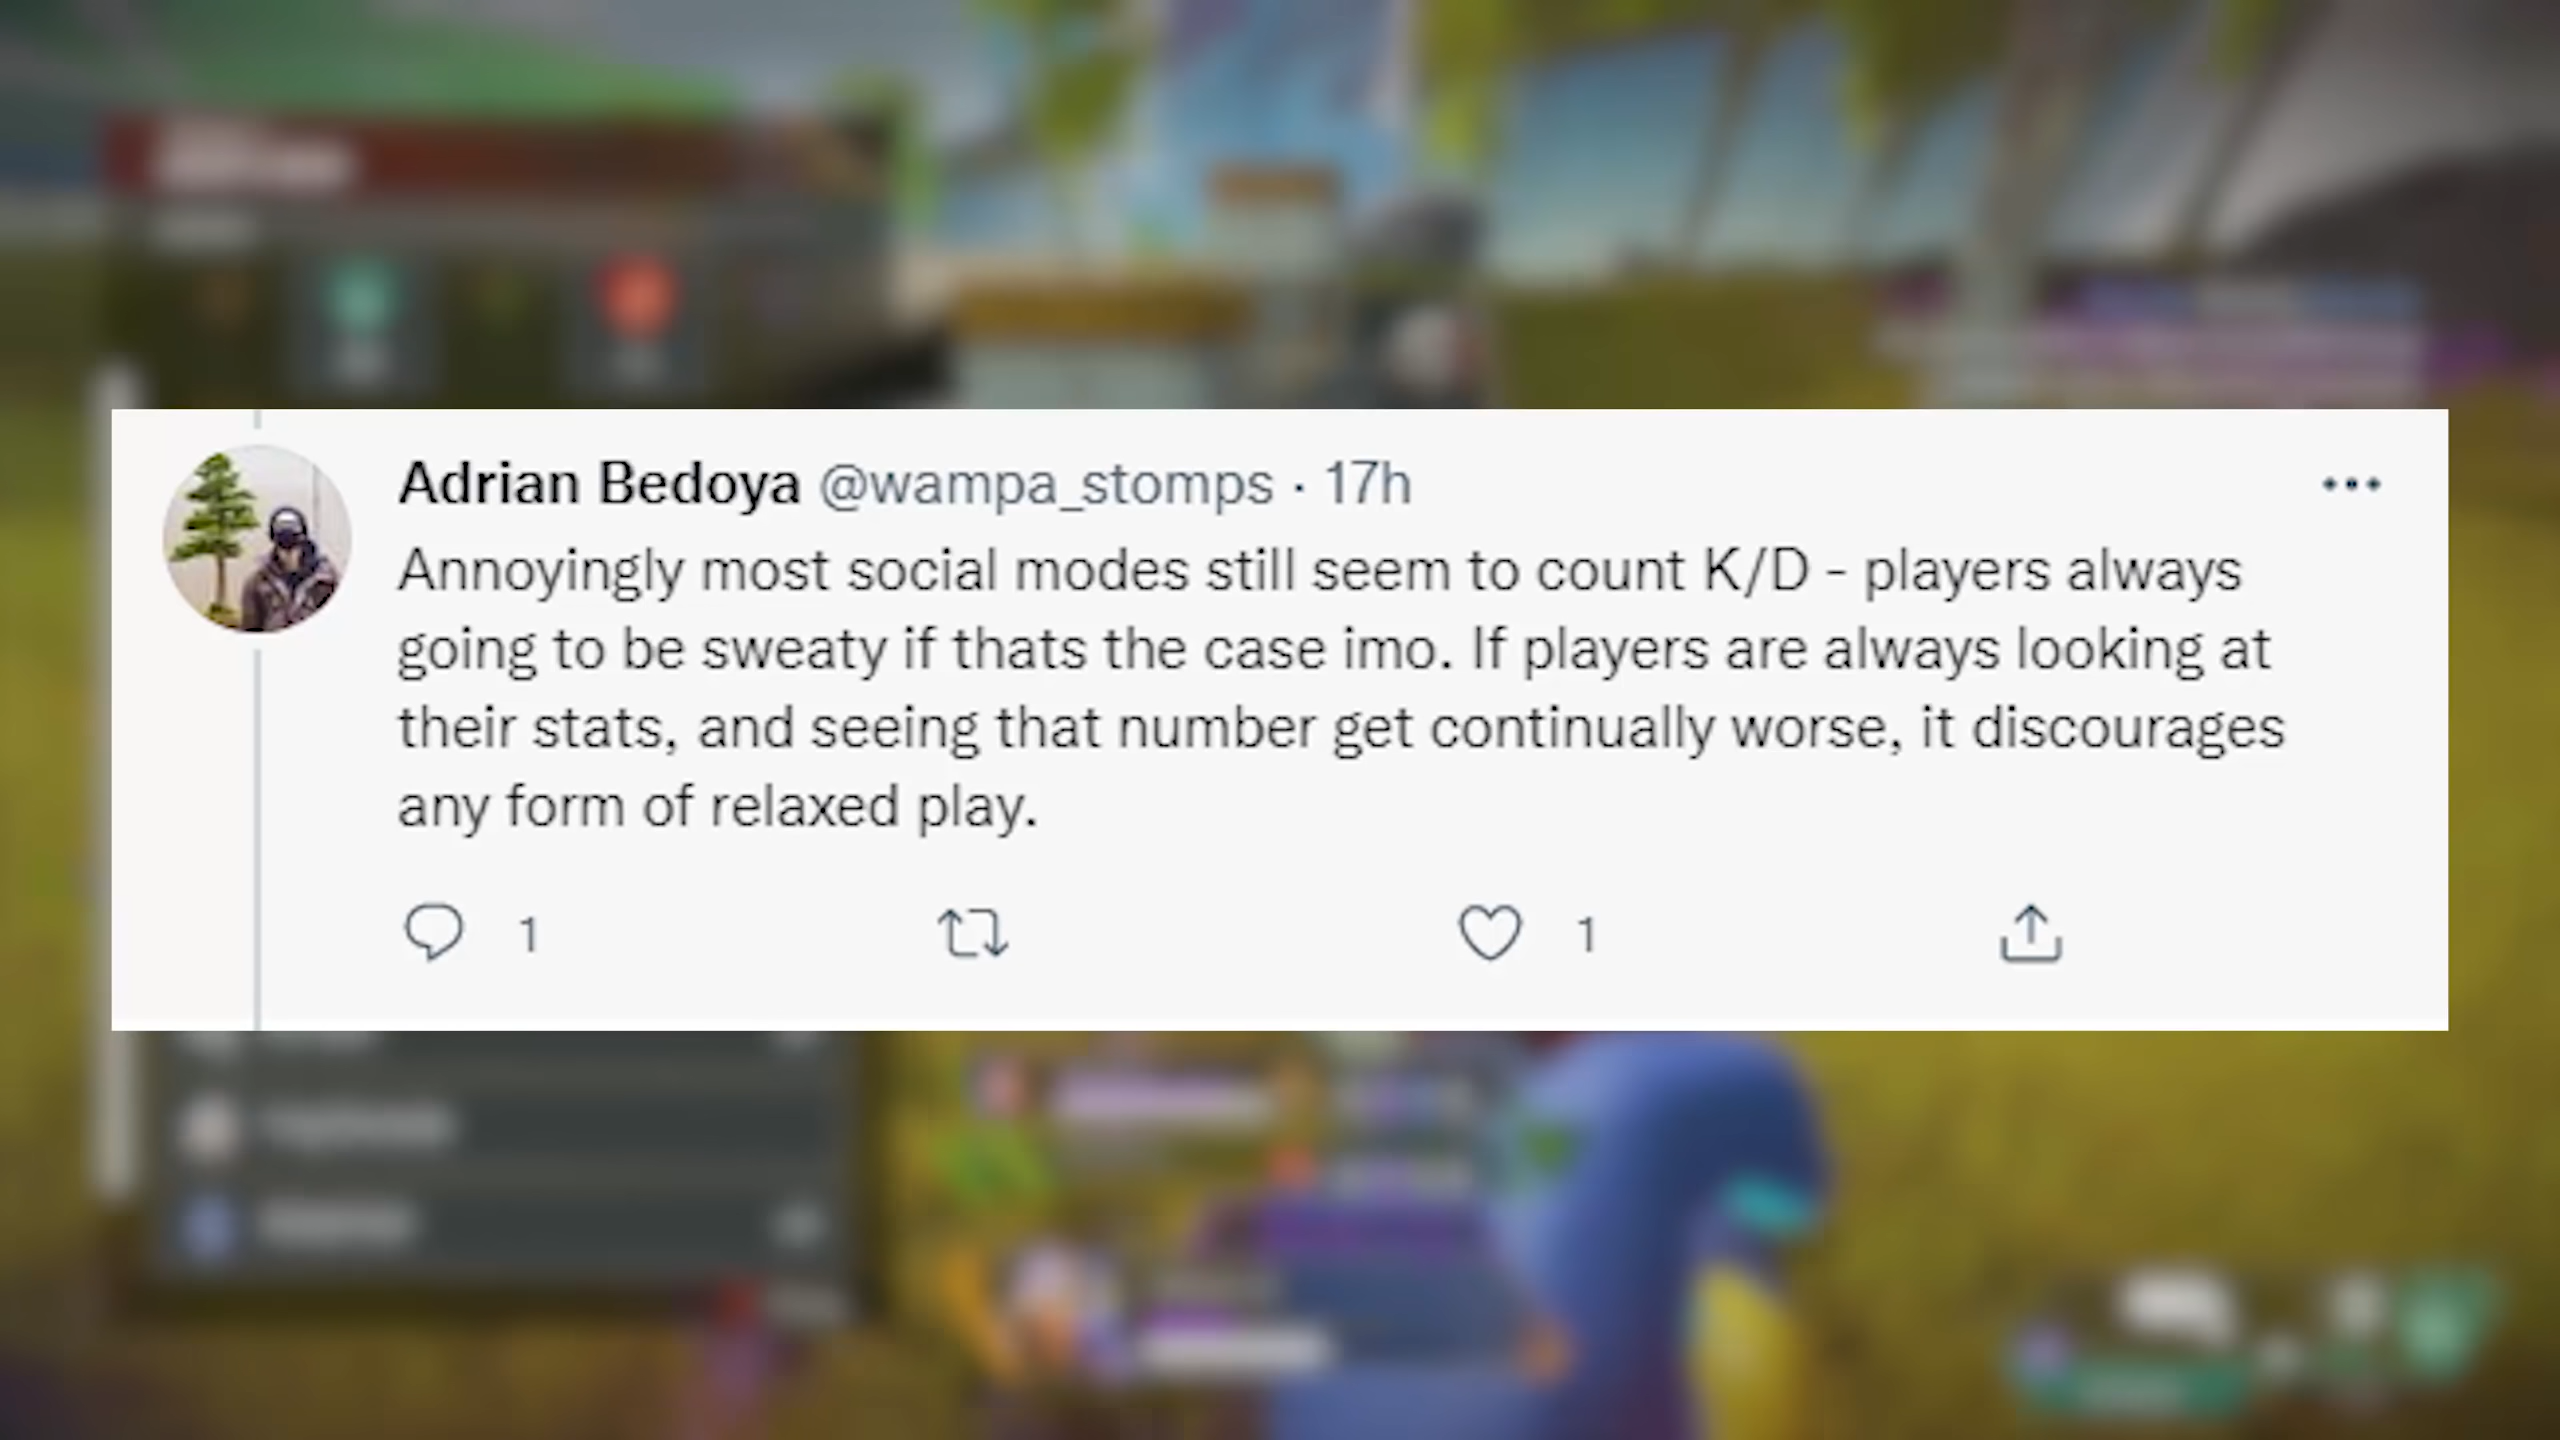 Adrian Bedoya @wampa_stomps · 17h
Annoyingly most social modes still seem to count K/D - players always
going to be sweaty if thats the case imo. If players are always looking at
their stats, and seeing that number get continually worse, it discourages
any form of relaxed play.
1 1